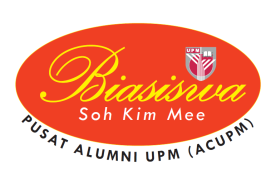 UPM
Biasiswa
Soh Kim Mee
PUSAT ALUMNI UPM (ACUPM)